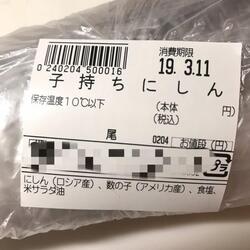 消費期限
0 240204 500016 19. 3.11
子持ちにしん
保存温度10℃以下
(本体 円)
(税込)
尾
0204 お値段(円)
にしん(ロシア産)、数の子(アメリカ産)、食塩、
米サラダ油